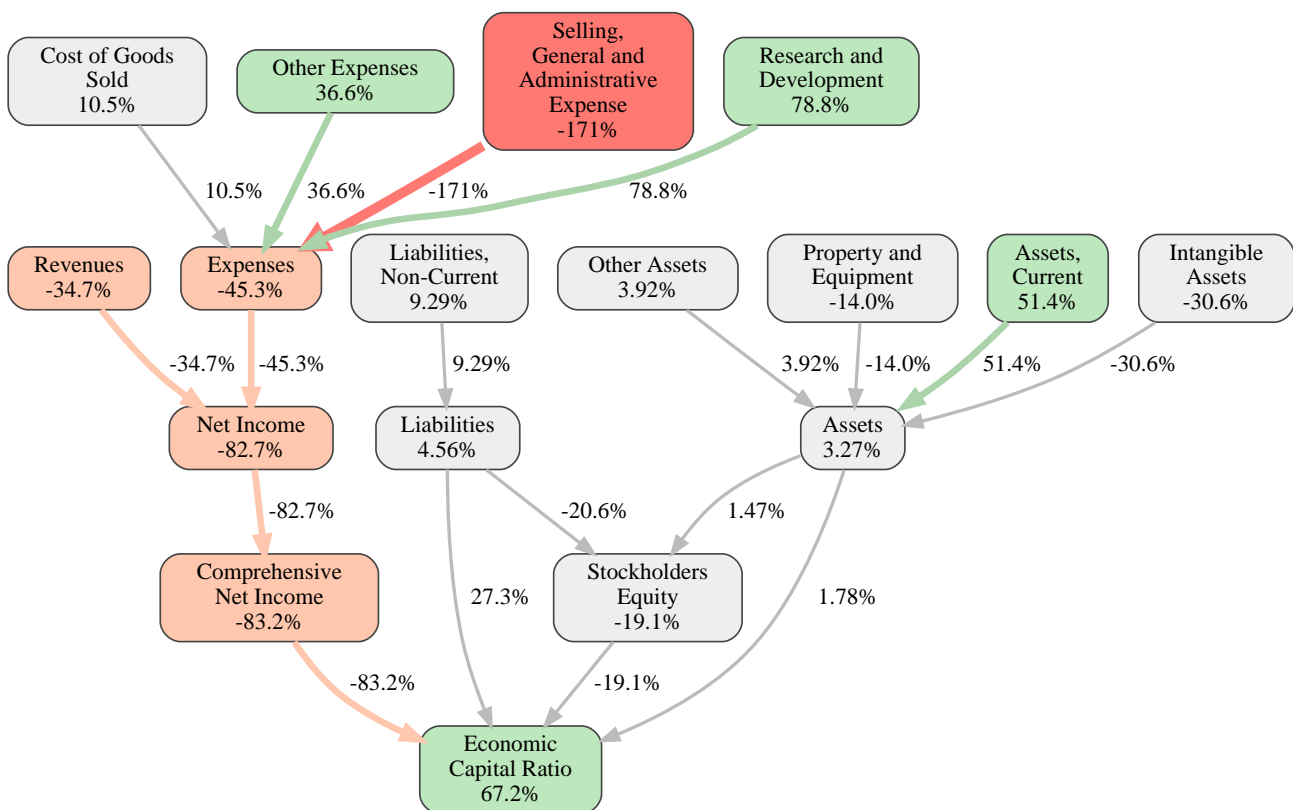 Cost of Goods
Sold
10.5%
Other Expenses
36.6%
Selling,
General and
Administrative
Expense
-171%
Research and
Development
78.8%
10.5%
36.6%
-171%
78.8%
Revenues
-34.7%
Expenses
-45.3%
Liabilities,
Non-Current
9.29%
Other Assets
3.92%
Property and
Equipment
-14.0%
Assets,
Current
51.4%
Intangible
Assets
-30.6%
-34.7%
-45.3%
9.29%
3.92%
-14.0%
51.4%
-30.6%
Net Income
-82.7%
Liabilities
4.56%
Assets
3.27%
-82.7%
-20.6%
1.47%
Comprehensive
Net Income
-83.2%
27.3%
Stockholders
Equity
-19.1%
1.78%
-83.2%
-19.1%
Economic
Capital Ratio
67.2%